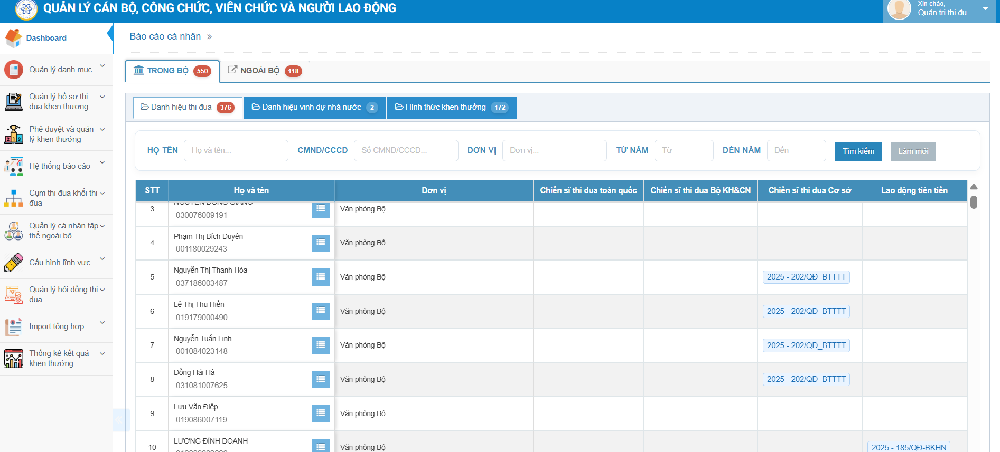 QUẢN LÝ CÁN BỘ, CÔNG CHỨC, VIÊN CHỨC VÀ NGƯỜI LAO ĐỘNG
Xin chào,
Quản trị thi đu...
Dashboard
Quản lý danh mục
Quản lý hồ sơ thi
đua khen thương
Phê duyệt và quản
lý khen thưởng
Hệ thống báo cáo
Cụm thi đua khối thi
đua
Quản lý cá nhân tập
thể ngoài bộ
Cấu hình lĩnh vực
Quản lý hội đồng thi
đua
Import tổng hợp
Thống kê kết quả
khen thưởng
Báo cáo cá nhân »
TRONG BỘ 550
NGOÀI BỘ 118
Danh hiệu thi đua 376
Danh hiệu vinh dự nhà nước 2
Hình thức khen thưởng 172
HỌ TÊN Họ và tên...
CMND/CCCD Số CMND/CCCD...
ĐƠN VỊ Đơn vị...
TỪ NĂM Từ
ĐẾN NĂM Đến
Tìm kiếm
Làm mới
STT Họ và tên Đơn vị Chiến sĩ thi đua toàn quốc Chiến sĩ thi đua Bộ KH&CN Chiến sĩ thi đua Cơ sở Lao động tiên tiến
3 Văn phòng Bộ
030076009191
Phạm Thị Bích Duyên
4 Văn phòng Bộ
001180029243
Nguyễn Thị Thanh Hòa
5 Văn phòng Bộ 2025 - 202/QĐ_BTTTT
037186003487
Lê Thị Thu Hiền
6 Văn phòng Bộ 2025 - 202/QĐ_BTTTT
019179000490
Nguyễn Tuấn Linh
7 Văn phòng Bộ 2025 - 202/QĐ_BTTTT
001084023148
Đồng Hải Hà
8 Văn phòng Bộ 2025 - 202/QĐ_BTTTT
031081007625
Lưu Văn Điệp
9 Văn phòng Bộ
019086007119
LƯƠNG ĐÌNH DOANH
10 Văn phòng Bộ 2025 - 185/QĐ-BKHN